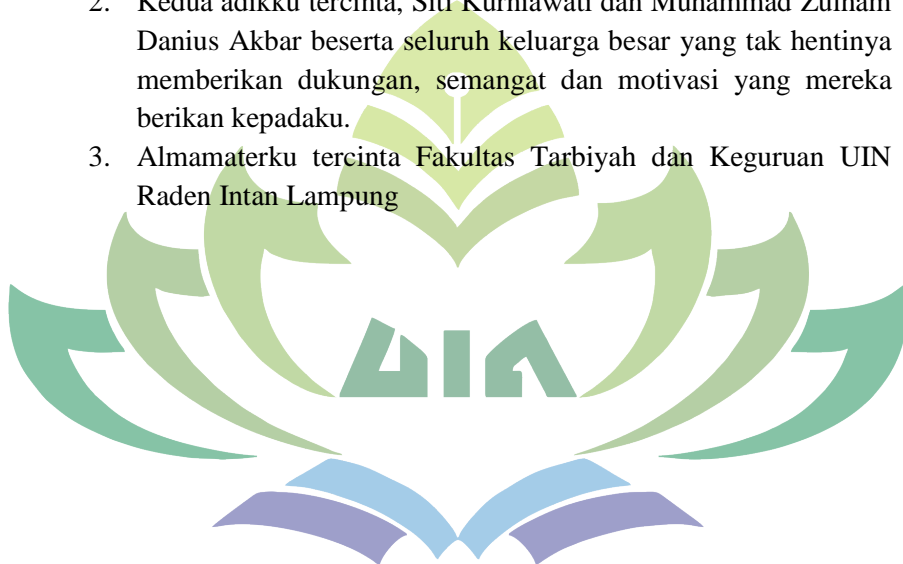 2. Kedua adikku tercinta, Siti Kurniawati dan Muhammad Zulham
Danius Akbar beserta seluruh keluarga besar yang tak hentinya
memberikan dukungan, semangat dan motivasi yang mereka
berikan kepadaku.
3. Almamaterku tercinta Fakultas Tarbiyah dan Keguruan UIN
Raden Intan Lampung
UIN